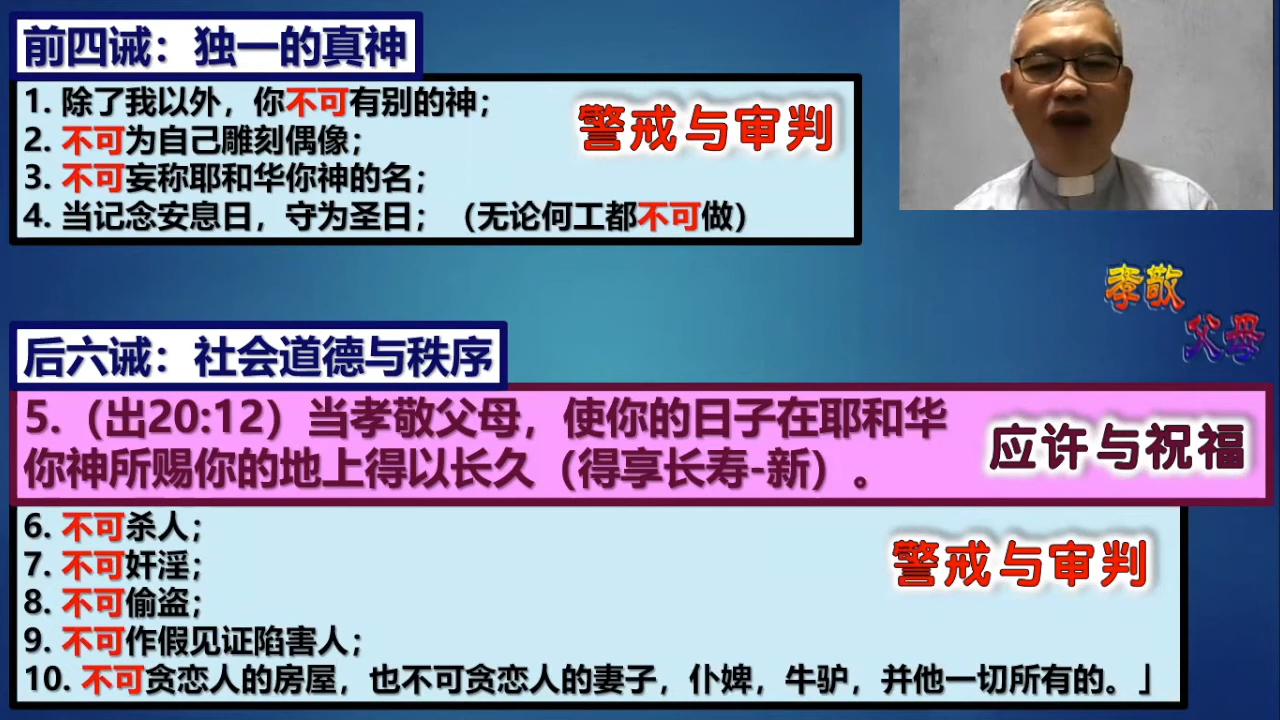 前四诫：独一的真神
1. 除了我以外，你不可有别的神；
2. 不可为自己雕刻偶像；
3. 不可妄称耶和华你神的名；
4. 当记念安息日，守为圣日；（无论何工都不可做）
警戒与审判
孝敬
父母
后六诫：社会道德与秩序
5.（出20:12）当孝敬父母，使你的日子在耶和华
你神所赐你的地上得以长久（得享长寿-新）。
应许与祝福
6. 不可杀人；
7. 不可奸淫；
8. 不可偷盗；
9. 不可作假见证陷害人；
10. 不可贪恋人的房屋，也不可贪恋人的妻子，仆婢，牛驴，并他一切所有的。」
警戒与审判